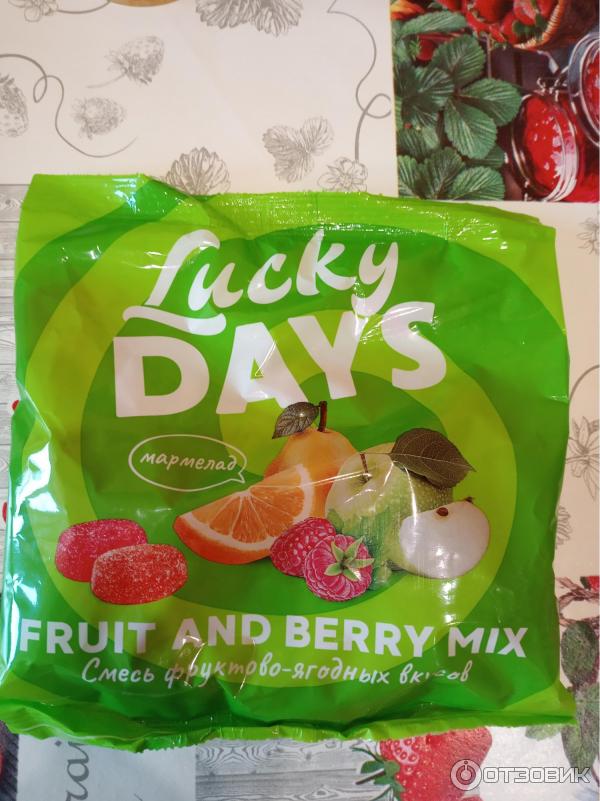 Lucky
DAYS
мармелад
FRUIT AND BERRY MIX
Смесь фруктово-ягодных вкусов
ОТЗОВИК